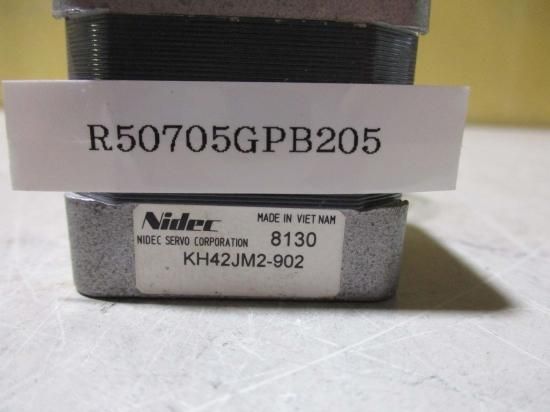 R50705GPB205
Nidec MADE IN VIET NAM
NIDEC SERVO CORPORATION 8130
KH42JM2-902